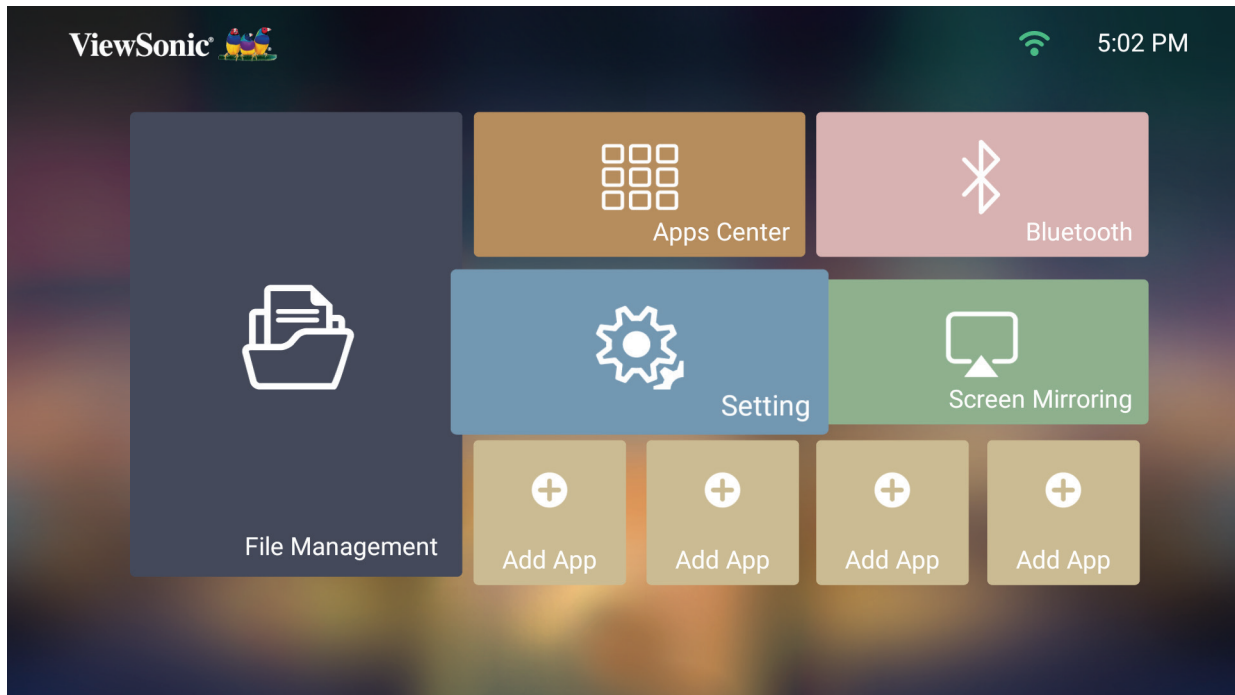 ViewSonic®
5:02 PM
Apps Center
Bluetooth
Setting
Screen Mirroring
File Management
Add App
Add App
Add App
Add App